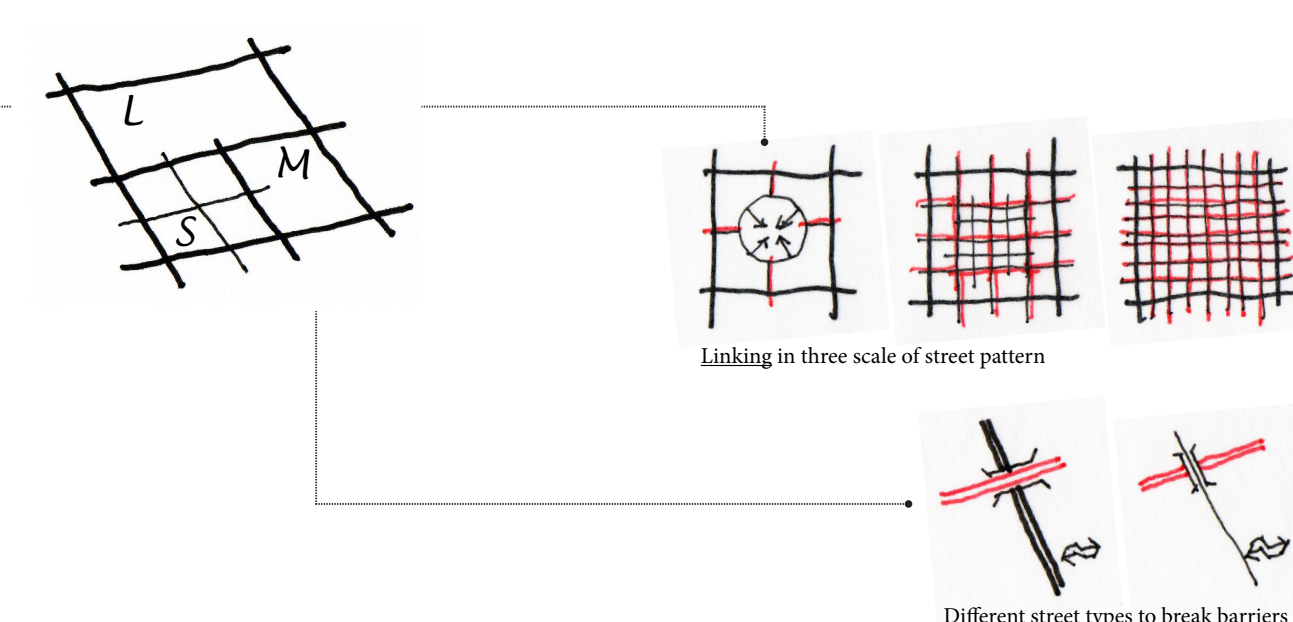 L
M
S
Linking in three scale of street pattern
Different street types to break barriers